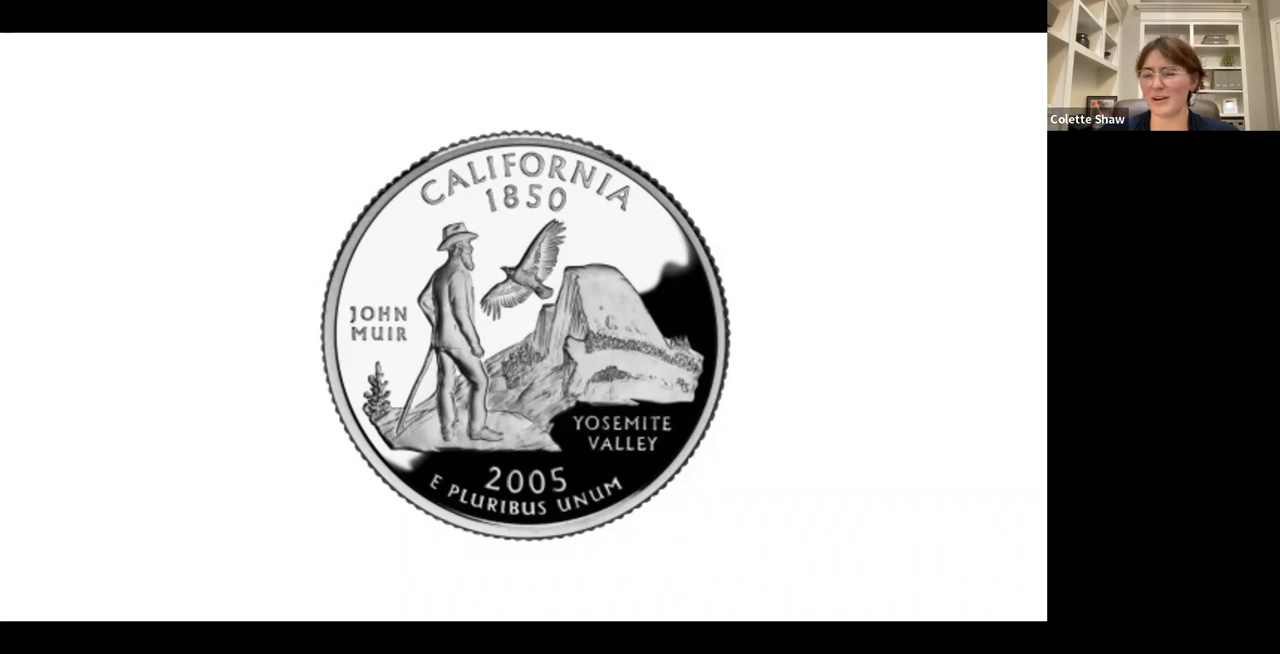 CALIFORNIA
1850
JOHN
MUIR
YOSEMITE
VALLEY
2005
E PLURIBUS UNUM
Colette Shaw